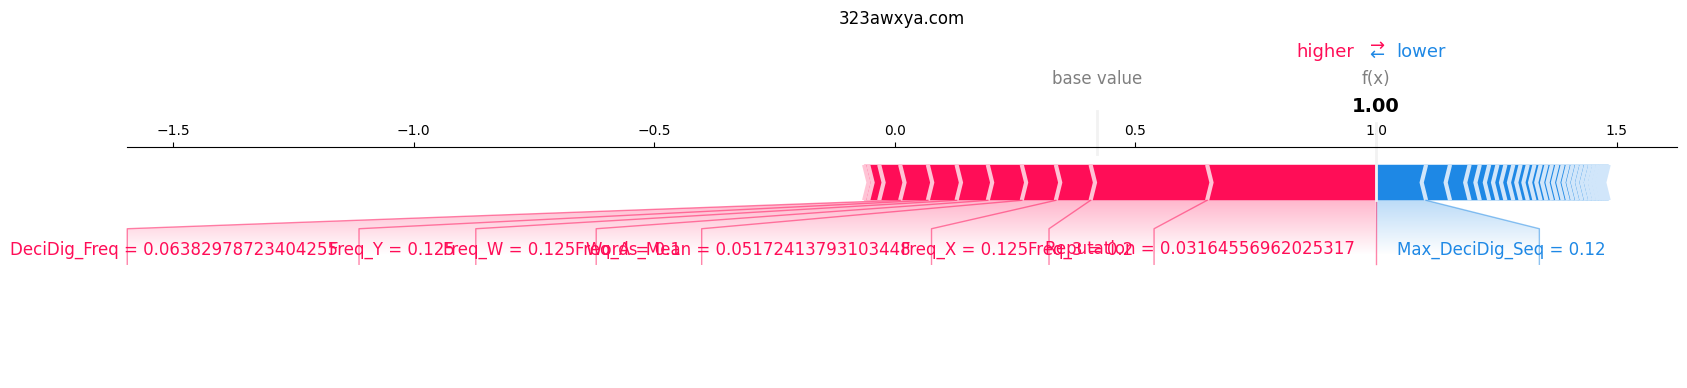 323awxya.com
higher ⇄ lower
base value f(x)
1.00
−1.5 −1.0 −0.5 0.0 0.5 1.0 1.5
DeciDig_Freq = 0.06382978723404255 Freq_Y = 0.125 Freq_W = 0.125 Freq_A = 0.1 Words_Mean = 0.05172413793103448 Freq_X = 0.125 Freq_3 = 0.2 Reputation = 0.03164556962025317 Max_DeciDig_Seq = 0.12